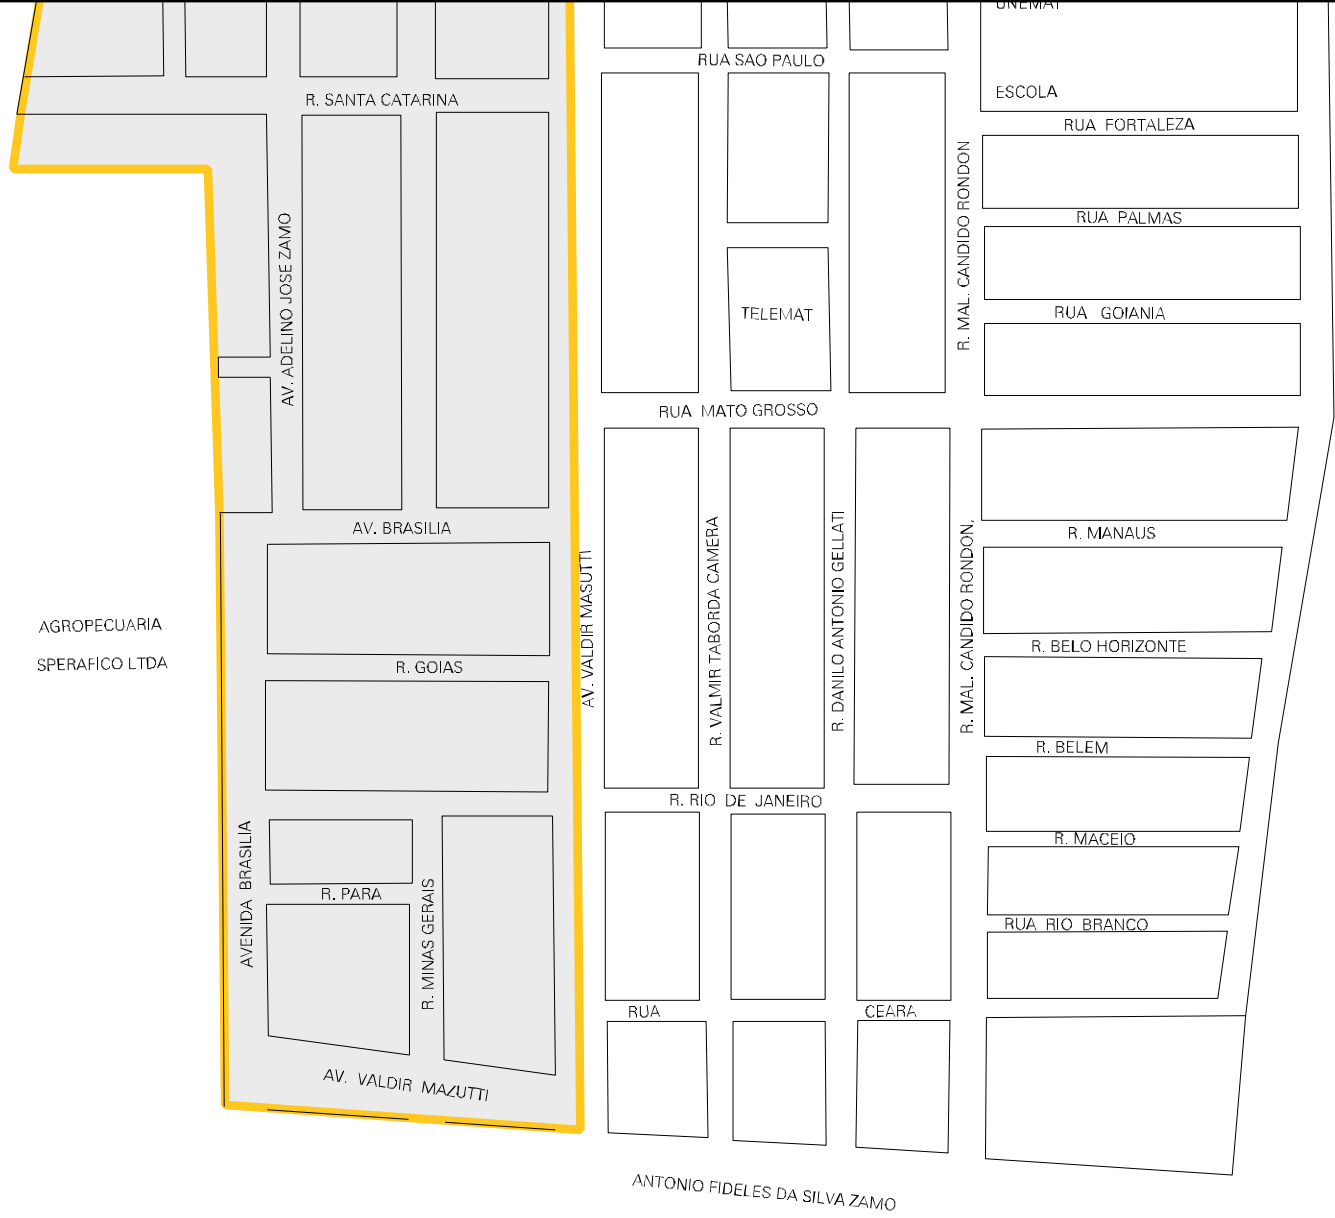 UNEMAT
RUA SAO PAULO
ESCOLA
R. SANTA CATARINA
RUA FORTALEZA
R. MAL. CANDIDO RONDON
RUA PALMAS
AV. ADELINO JOSE ZAMO
TELEMAT
RUA GOIANIA
RUA MATO GROSSO
AV. BRASILIA
R. MANAUS
AV. VALDIR MASUTTI
R. VALMIR TABORDA CAMERA
R. DANILO ANTONIO GELLATI
R. MAL. CANDIDO RONDON,
AGROPECUARIA
SPERAFICO LTDA
R. GOIAS
R. BELO HORIZONTE
R. BELEM
R. RIO DE JANEIRO
R. MACEIO
AVENIDA BRASILIA
R. PARA
R. MINAS GERAIS
RUA RIO BRANCO
RUA CEARA
AV. VALDIR MAZUTTI
ANTONIO FIDELES DA SILVA ZAMO